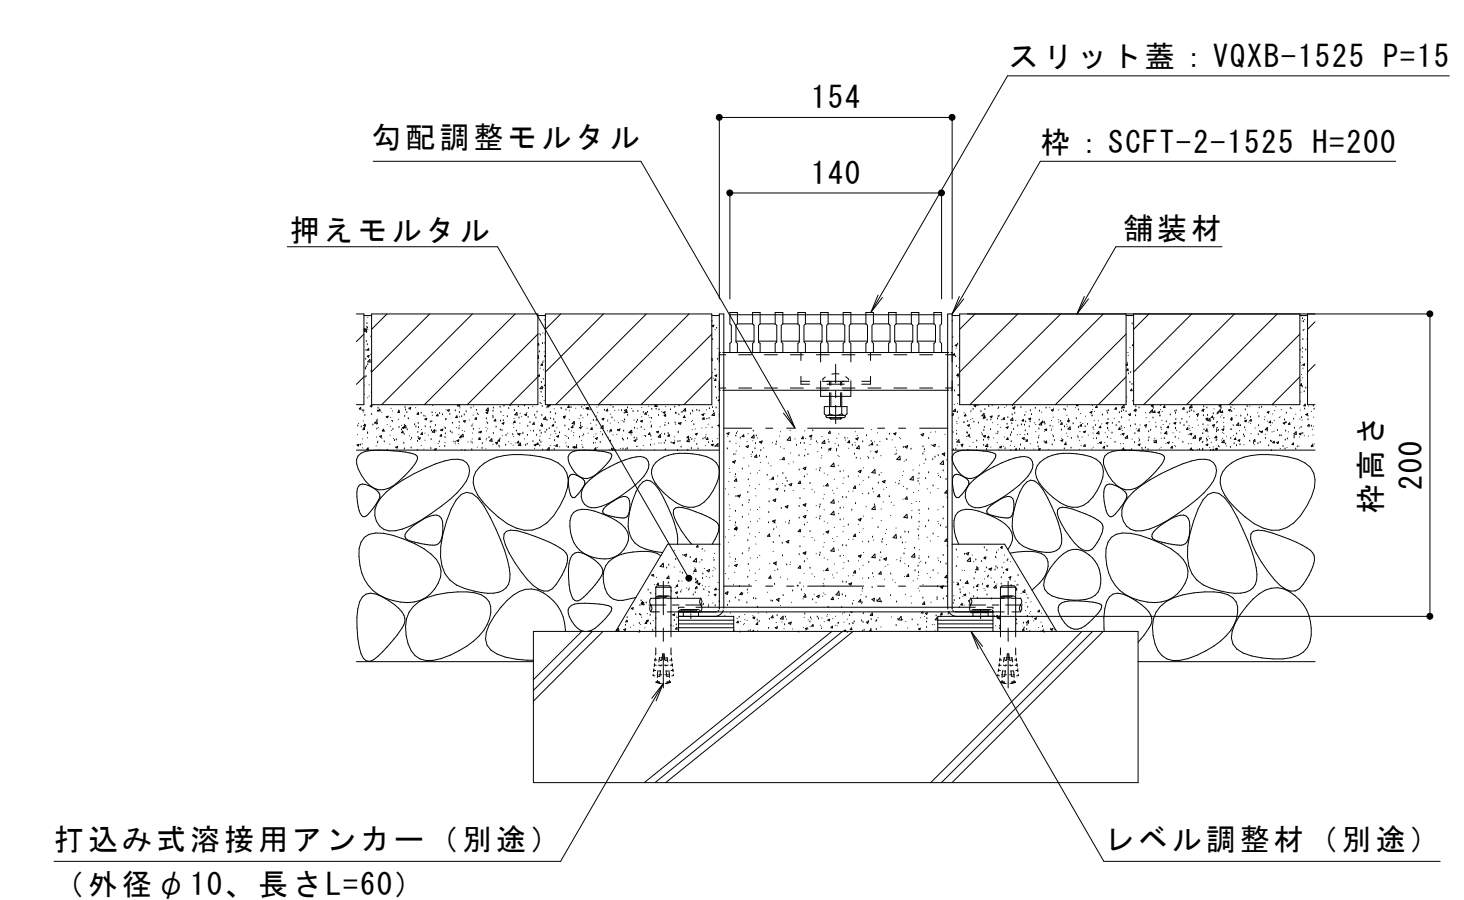 スリット蓋：VQXB-1525 P=15
154
勾配調整モルタル
枠：SCFT-2-1525 H=200
140
押えモルタル
舗装材
枠高さ
200
打込み式溶接用アンカー（別途）
（外径φ10、長さL=60）
レベル調整材（別途）